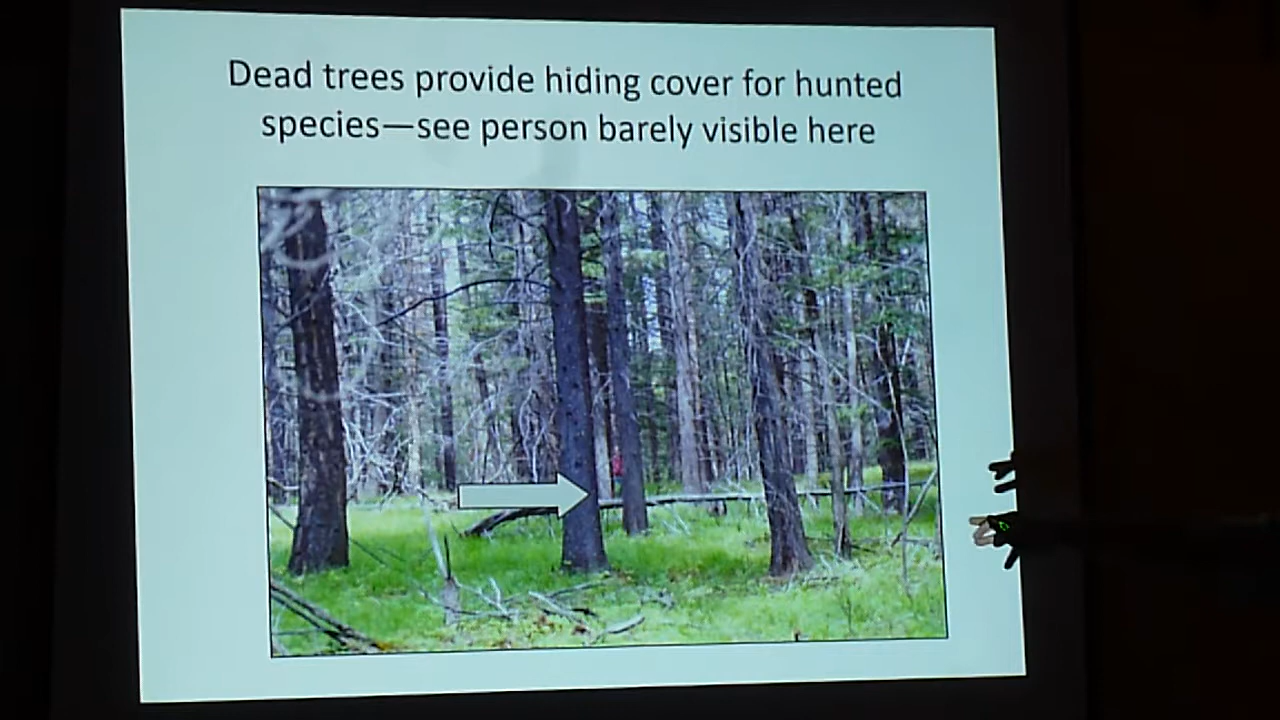 Dead trees provide hiding cover for hunted
species—see person barely visible here